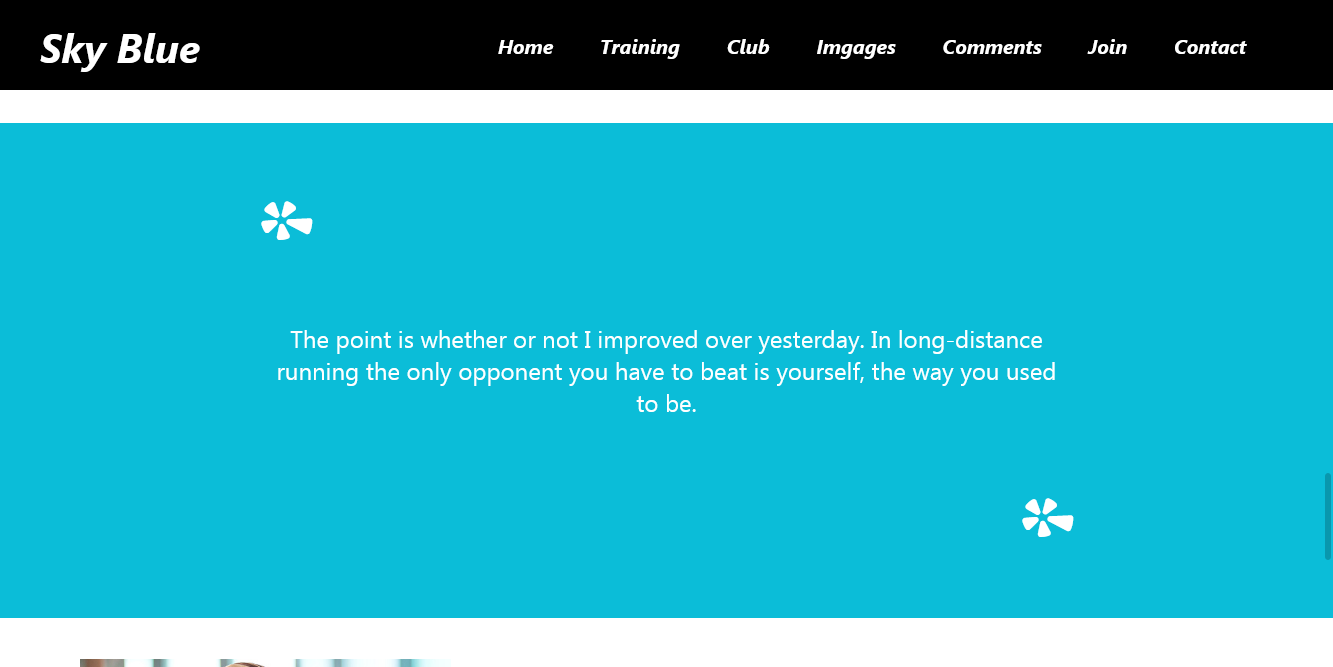 Sky Blue
Home Training Club Imgages Comments Join Contact
The point is whether or not I improved over yesterday. In long-distance
running the only opponent you have to beat is yourself, the way you used
to be.